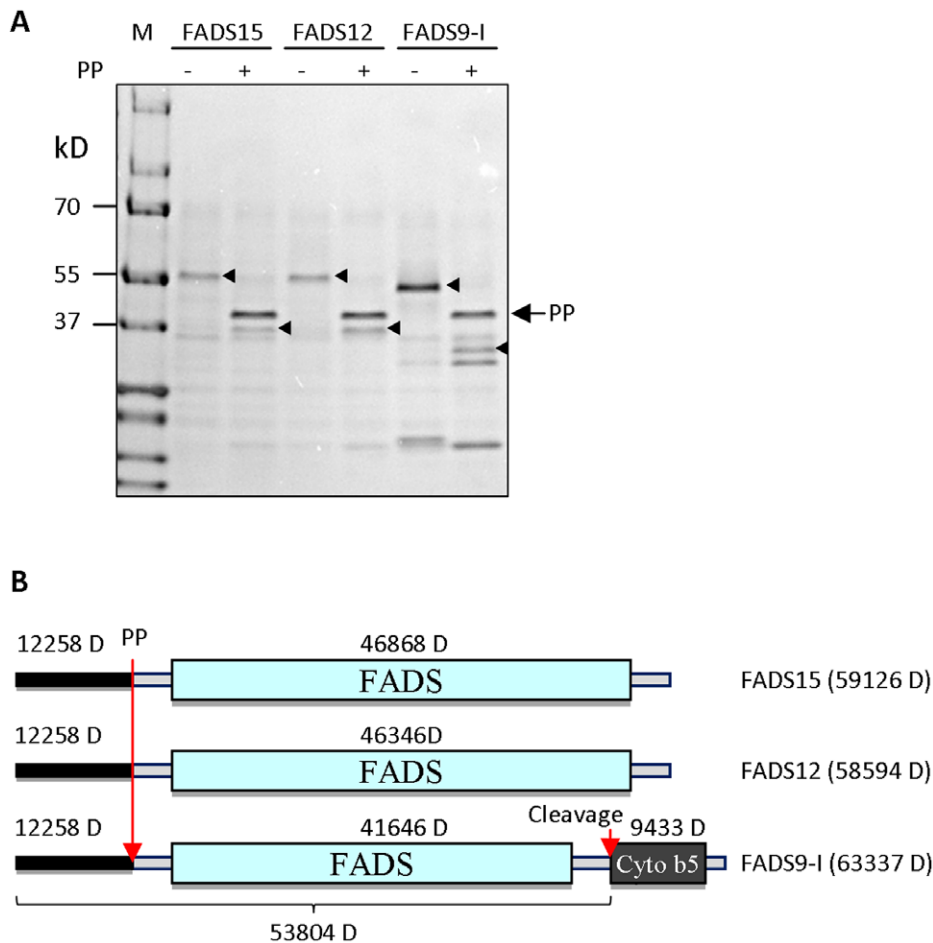 A
M FADS15 FADS12 FADS9-I
PP - + - + - +
kD
70
55
PP
37
B
12258 D PP 46868 D
FADS
FADS15 (59126 D)
12258 D 46346D
FADS
FADS12 (58594 D)
Cleavage
12258 D 41646 D 9433 D
FADS Cyto b5
FADS9-I (63337 D)
53804 D